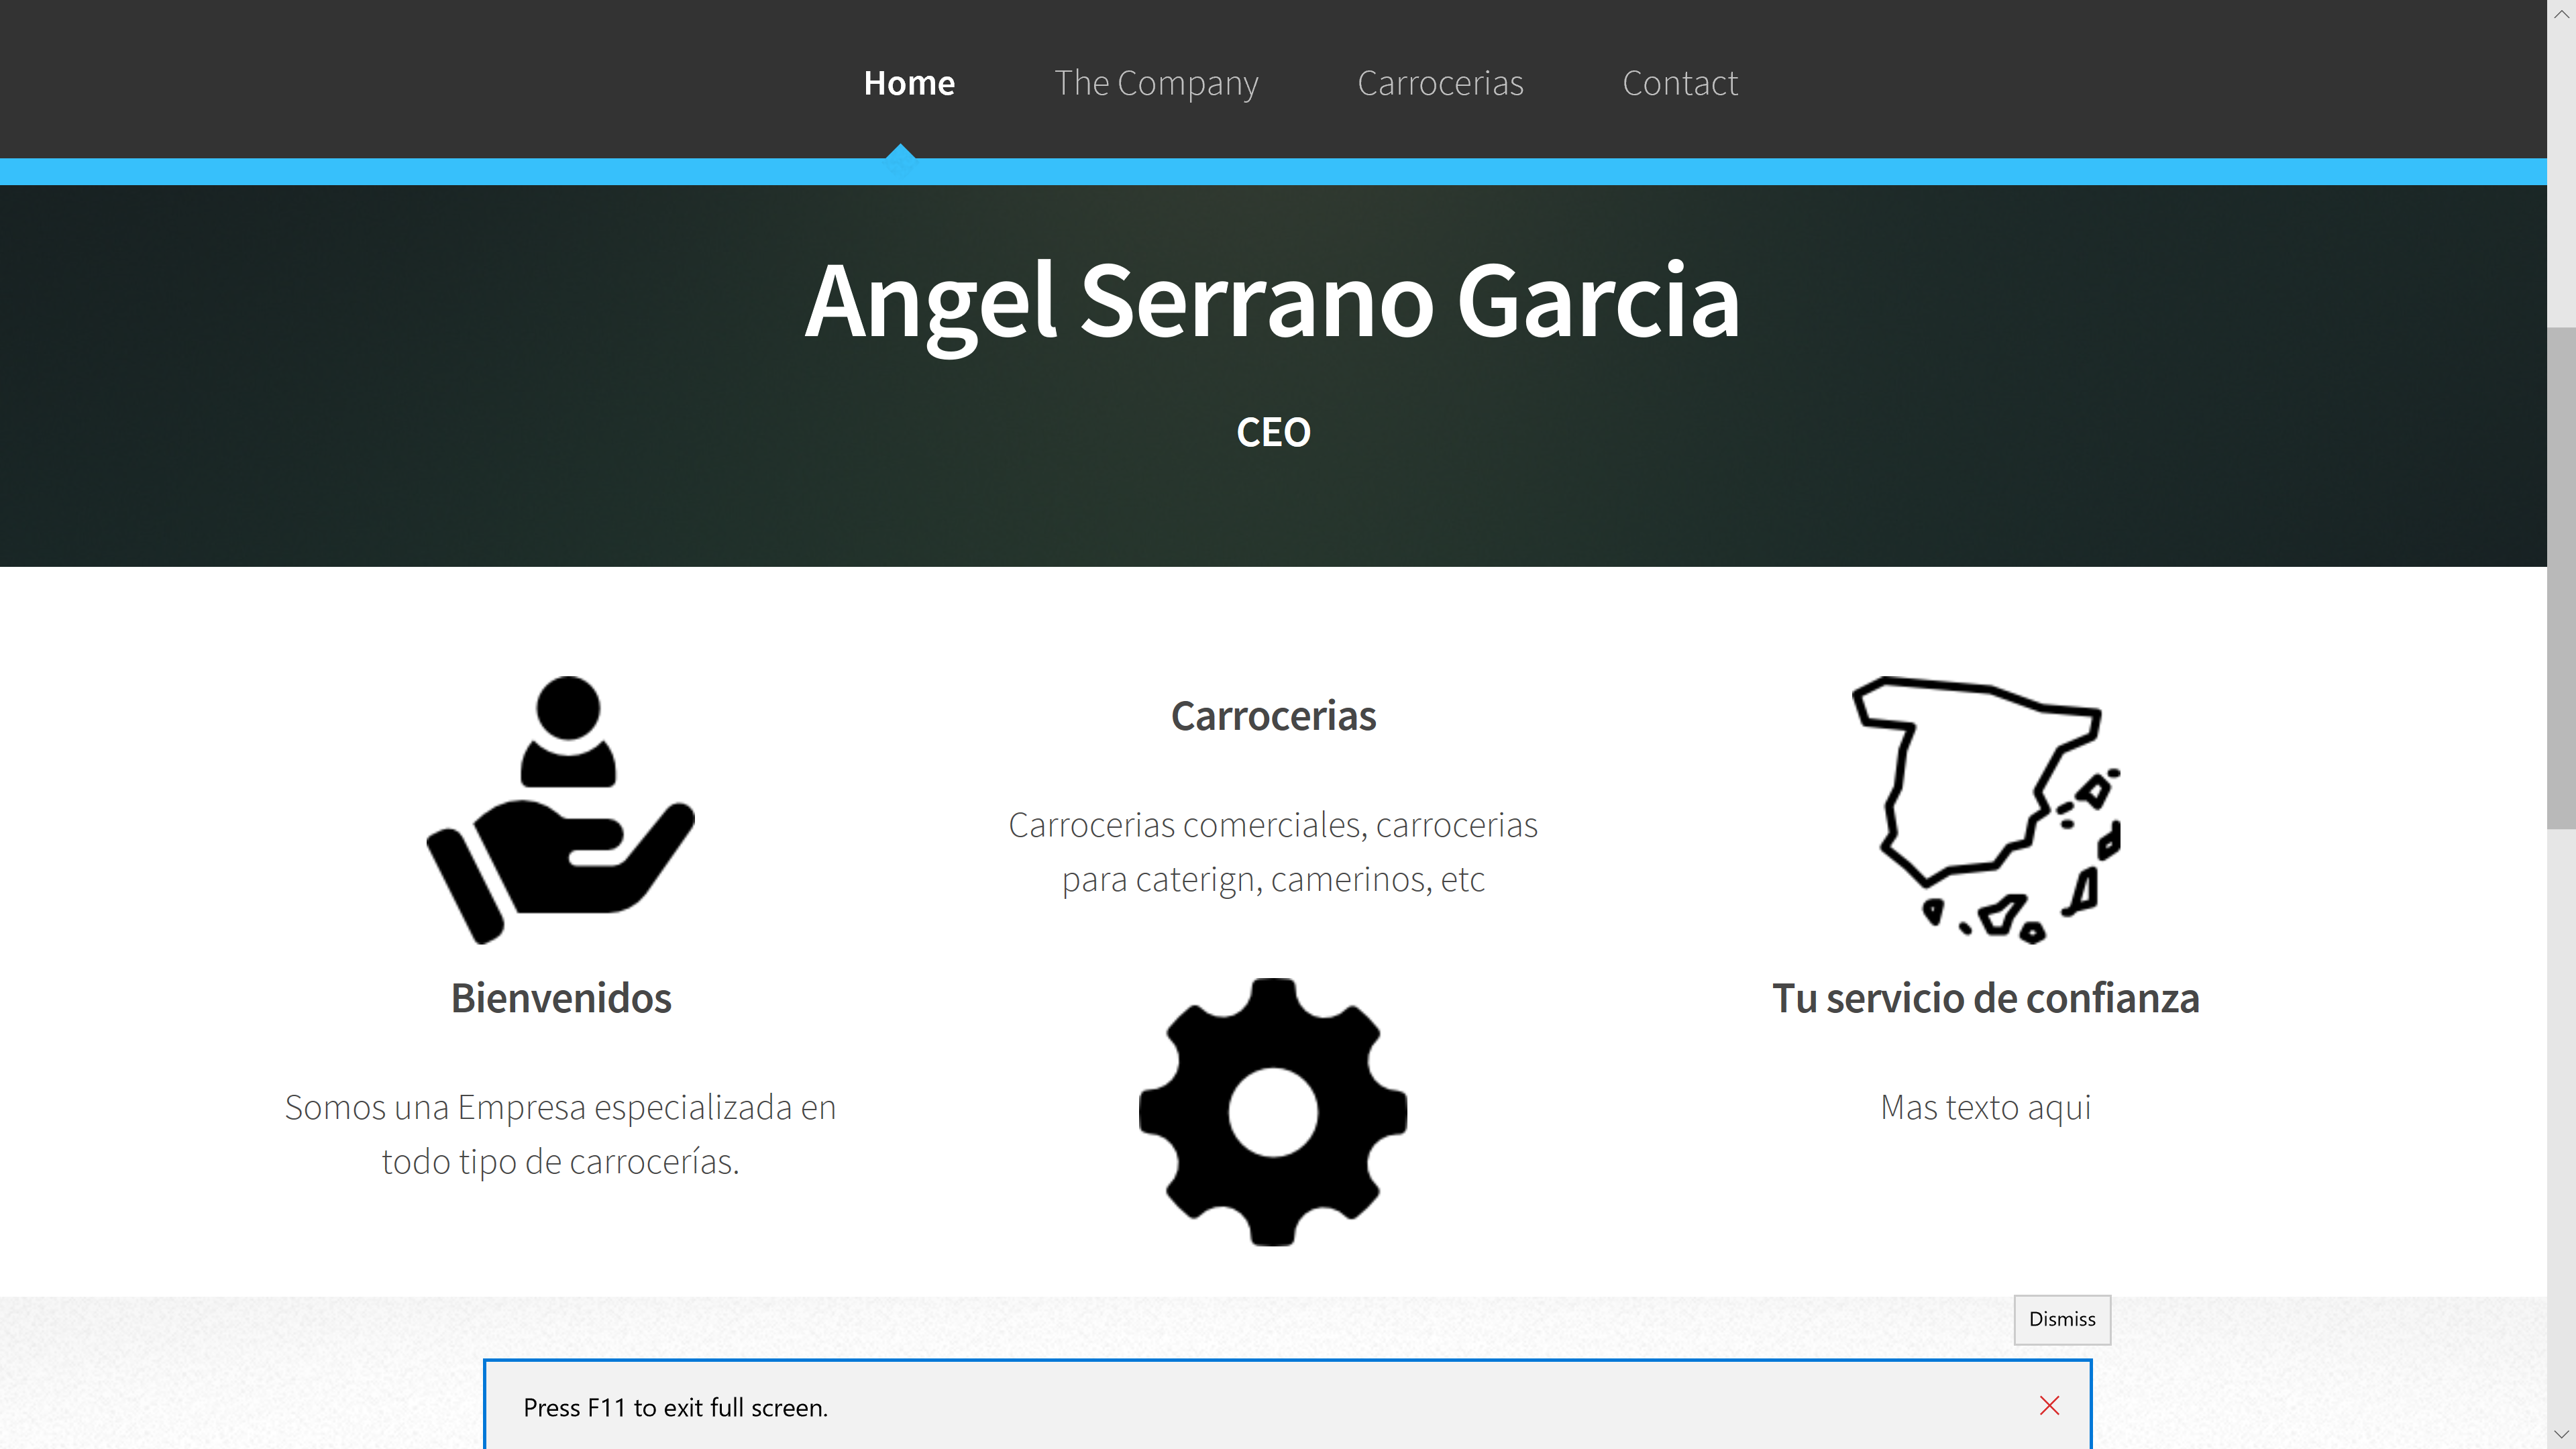 Home
The Company
Carrocerias
Contact
Angel Serrano Garcia
CEO
Bienvenidos
Somos una Empresa especializada en
todo tipo de carrocerías.
Carrocerias
Carrocerias comerciales, carrocerias
para caterign, camerinos, etc
Tu servicio de confianza
Mas texto aqui
Dismiss
Press F11 to exit full screen.